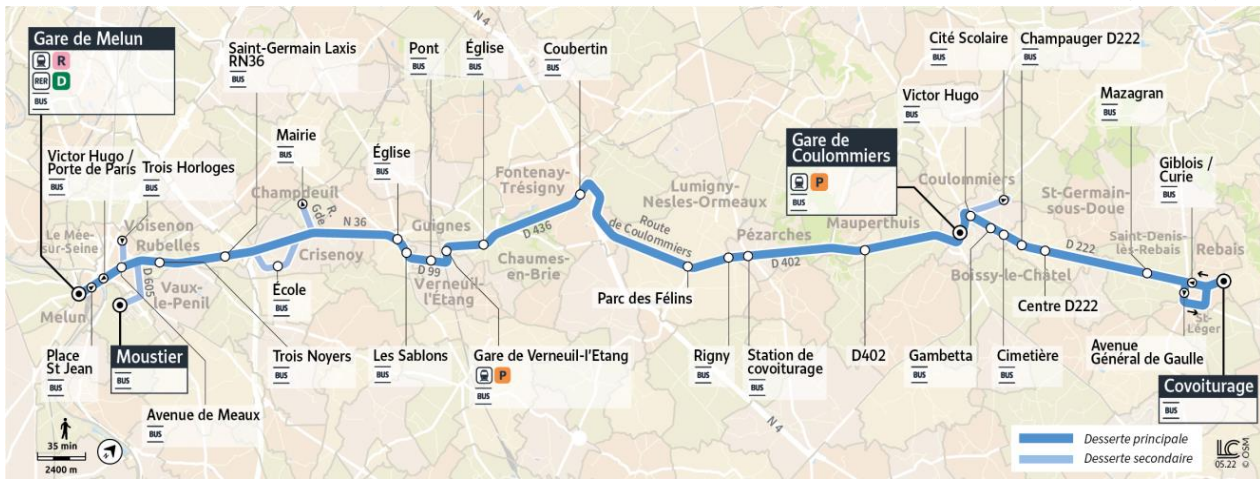 Gare de Melun
R
RER D
BUS
Saint-Germain Laxis
RN36
BUS
Pont
BUS
Église
BUS
Coubertin
BUS
Cité Scolaire
BUS
Champauger D222
BUS
Victor Hugo
BUS
Mazagran
BUS
Mairie
BUS
Église
BUS
Victor Hugo /
Porte de Paris
BUS
Trois Horloges
BUS
Gare de
Coulommiers
P
BUS
Giblois /
Curie
BUS
N 4
Le Mée-
sur-Seine
Voisenon
Rubelles
Champdeuil
R.
Gde
N 36
Crisenoy
Guignes
Fontenay-
Trésigny
D 436
Chaumes-
en-Brie
Route
de Coulommiers
Lumigny-
Nesles-Ormeaux
Pézarches
D 402
Mauperthuis
Coulommiers
Boissy-le-Châtel
St-Germain-
sous-Doue
D 222
Saint-Denis-
lès-Rebais
Rebais
St-
Léger
Melun
D605
Vaux-
le-Penil
D 99
Verneuil-
l'Étang
École
BUS
Parc des Félins
Centre D222
BUS
Place
St Jean
BUS
Moustier
BUS
Avenue de Meaux
BUS
Trois Noyers
BUS
Les Sablons
BUS
Gare de Verneuil-l'Etang
P
BUS
Rigny
BUS
Station de
covoiturage
BUS
D402
BUS
Gambetta
BUS
Cimetière
BUS
Avenue
Général de Gaulle
BUS
Covoiturage
BUS
N 4
35 min
2400 m
Desserte principale
Desserte secondaire
LC
05.22
© OSM